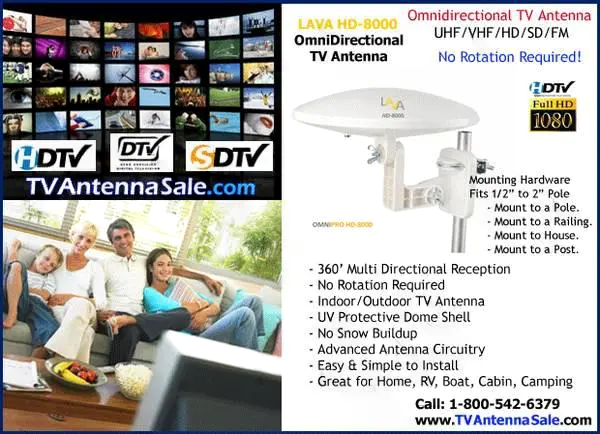 LAVA HD-8000
OmniDirectional
TV Antenna
Omnidirectional TV Antenna
UHF/VHF/HD/SD/FM
No Rotation Required!
HDTV
DTV
SDTV
TVAntennaSale.com
LAVA
HD-8000
HDTV
Full HD
1080
OMNIPRO HD-8000
Mounting Hardware
Fits 1/2” to 2” Pole
- Mount to a Pole.
- Mount to a Railing.
- Mount to House.
- Mount to a Post.
- 360’ Multi Directional Reception
- No Rotation Required
- Indoor/Outdoor TV Antenna
- UV Protective Dome Shell
- No Snow Buildup
- Advanced Antenna Circuitry
- Easy & Simple to Install
- Great for Home, RV, Boat, Cabin, Camping
Call: 1-800-542-6379
www.TVAntennaSale.com